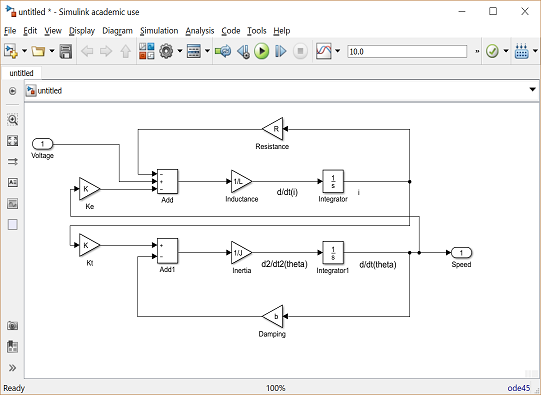 untitled * - Simulink academic use
File Edit View Display Diagram Simulation Analysis Code Tools Help
10.0 »
untitled
untitled
R
Resistance
1
Voltage
K
Ke
− + −
Add
1/L
Inductance
d/dt(i)
1 s
Integrator
i
K
Kt
+ −
Add1
1/J
Inertia
d2/dt2(theta)
1 s
Integrator1
d/dt(theta)
1
Speed
b
Damping
Ready 100% ode45